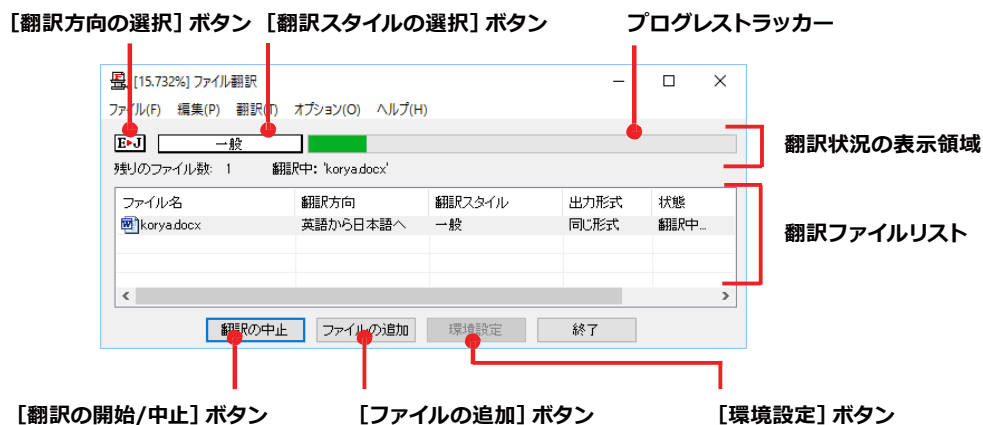 [翻訳方向の選択] ボタン [翻訳スタイルの選択] ボタン プログレストラッカー
[15.732%] ファイル翻訳
ファイル(F) 編集(P) 翻訳(T) オプション(O) ヘルプ(H)
E▸J 一般
翻訳状況の表示領域
残りのファイル数: 1 翻訳中: 'korya.docx'
ファイル名 翻訳方向 翻訳スタイル 出力形式 状態
korya.docx 英語から日本語へ 一般 同じ形式 翻訳中...
翻訳ファイルリスト
翻訳の中止 ファイルの追加 環境設定 終了
[翻訳の開始/中止] ボタン [ファイルの追加] ボタン [環境設定] ボタン